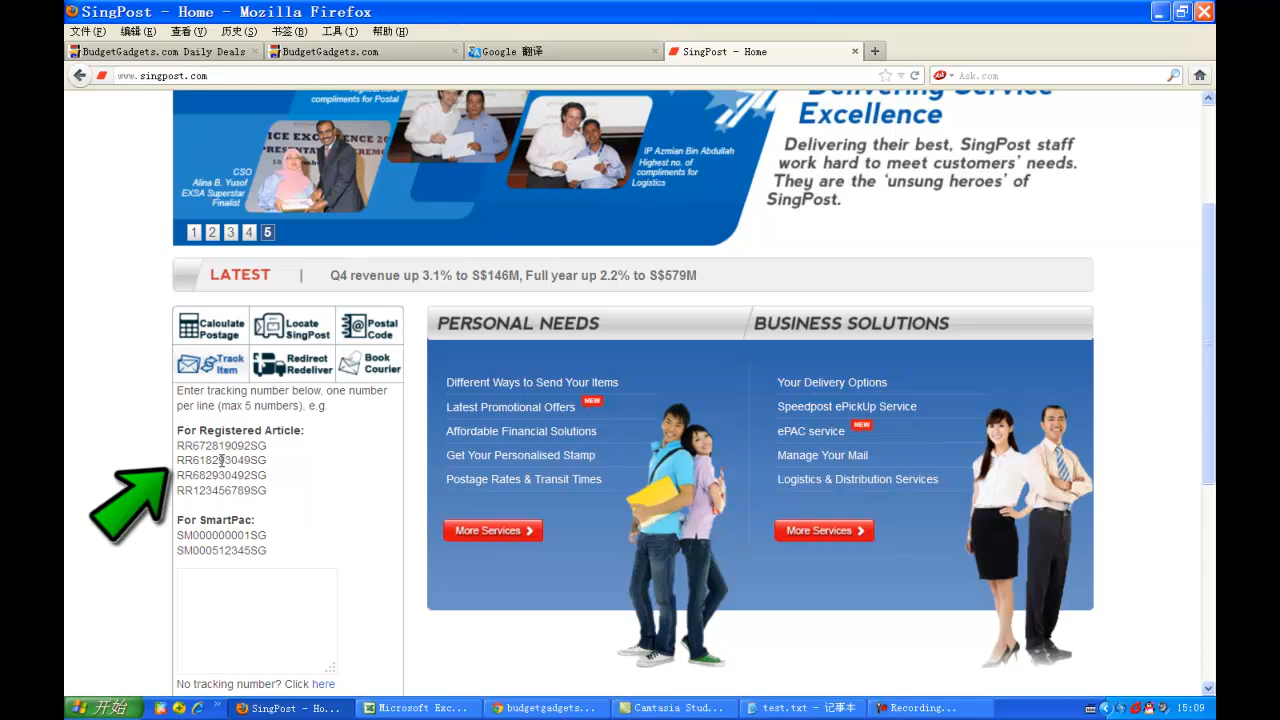 SingPost - Home - Mozilla Firefox
文件(F) 编辑(E) 查看(V) 历史(S) 书签(B) 工具(T) 帮助(H)
BudgetGadgets.com Daily Deals
BudgetGadgets.com
Google 翻译
SingPost - Home
www.singpost.com
Ask.com
compliments for Postal
Delivering Service
Excellence
Delivering their best, SingPost staff
work hard to meet customers' needs.
They are the 'unsung heroes' of
SingPost.
ICE EXCELLENCE 20
CSO
Alina B. Yusof
EXSA Superstar
Finalist
IP Azmian Bin Abdullah
Highest no. of
compliments for
Logistics
1 2 3 4 5
LATEST | Q4 revenue up 3.1% to S$146M, Full year up 2.2% to S$579M
Calculate Postage
Locate SingPost
Postal Code
Track Item
Redirect Redeliver
Book Courier
Enter tracking number below, one number
per line (max 5 numbers), e.g.
For Registered Article:
RR672819092SG
RR618293049SG
RR682930492SG
RR123456789SG
For SmartPac:
SM000000001SG
SM000512345SG
No tracking number? Click here
PERSONAL NEEDS
Different Ways to Send Your Items
Latest Promotional Offers NEW
Affordable Financial Solutions
Get Your Personalised Stamp
Postage Rates & Transit Times
More Services
BUSINESS SOLUTIONS
Your Delivery Options
Speedpost ePickUp Service
ePAC service NEW
Manage Your Mail
Logistics & Distribution Services
More Services
开始
SingPost - Ho...
Microsoft Exc...
budgetgadgets...
Camtasia Stud...
test.txt - 记事本
Recording...
15:09